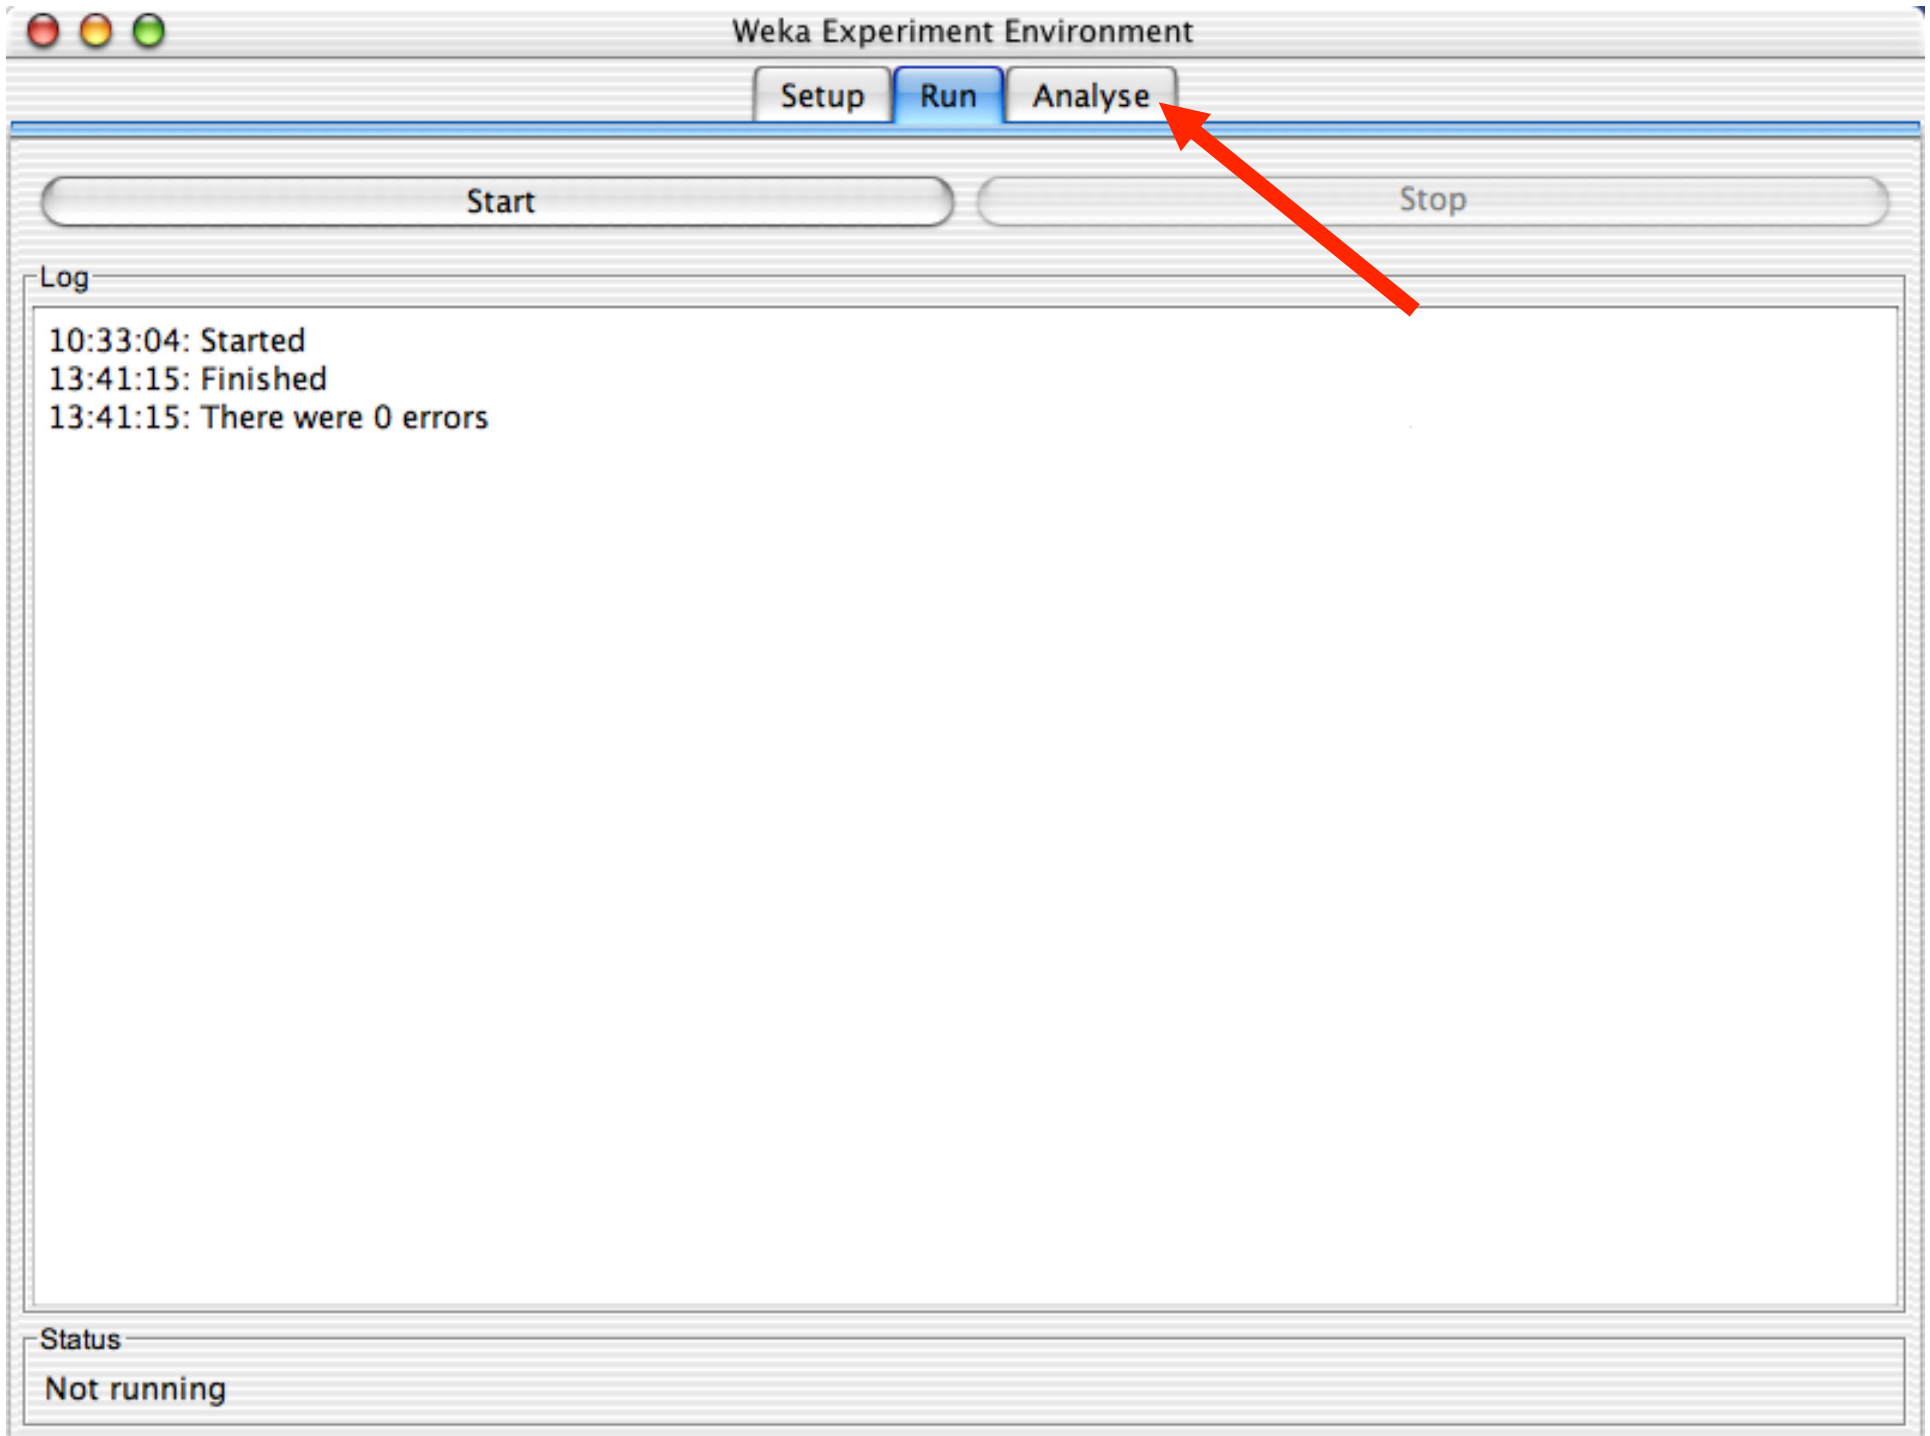 Weka Experiment Environment
Setup Run Analyse
Start Stop
Log
10:33:04: Started
13:41:15: Finished
13:41:15: There were 0 errors
Status
Not running